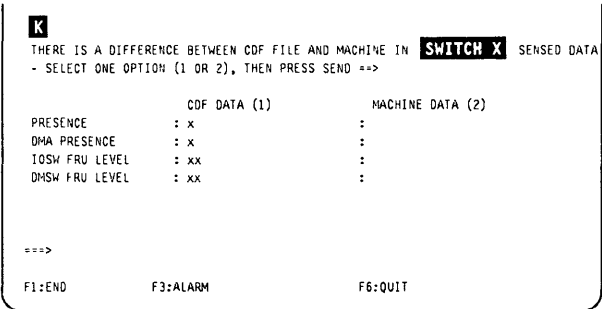 K
THERE IS A DIFFERENCE BETWEEN CDF FILE AND MACHINE IN SWITCH X SENSED DATA
- SELECT ONE OPTION (1 OR 2), THEN PRESS SEND ==>
CDF DATA (1) MACHINE DATA (2)
PRESENCE : x :
DMA PRESENCE : x :
IOSW FRU LEVEL : xx :
DMSW FRU LEVEL : xx :
===>
F1:END F3:ALARM F6:QUIT